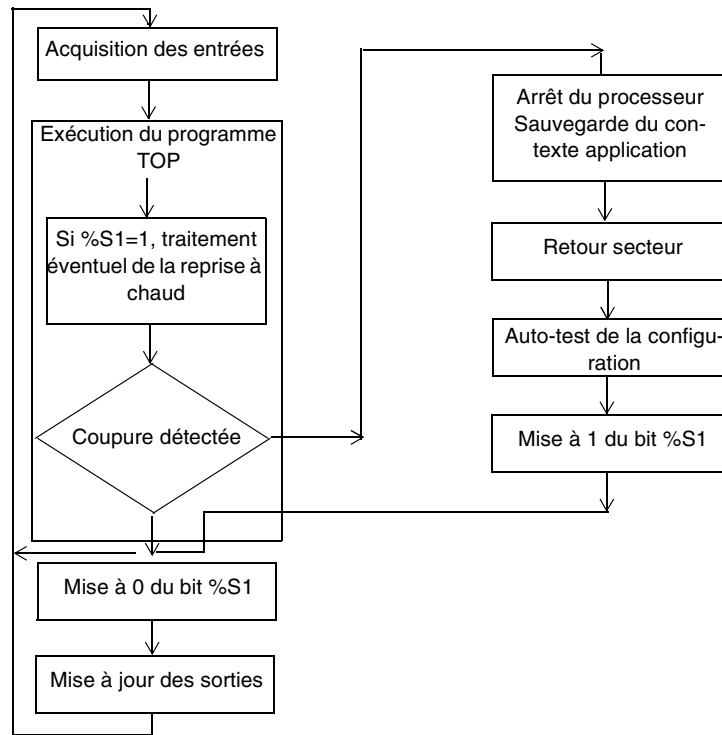 Acquisition des entrées
Exécution du programme
TOP
Si %S1=1, traitement
éventuel de la reprise à
chaud
Coupure détectée
Mise à 0 du bit %S1
Mise à jour des sorties
Arrêt du processeur
Sauvegarde du con-
texte application
Retour secteur
Auto-test de la configu-
ration
Mise à 1 du bit %S1